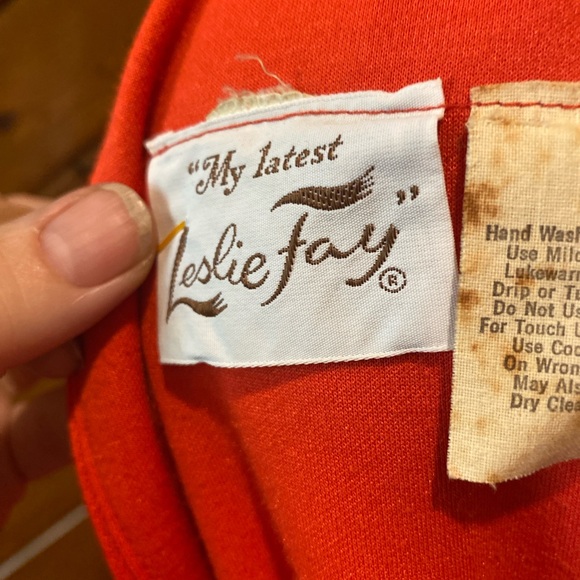 "My latest
Leslie Fay"®
Hand Wash
Use Mild
Lukewar
Drip or T
Do Not Us
For Touch
Use Coo
On Wron
May Als
Dry Clea